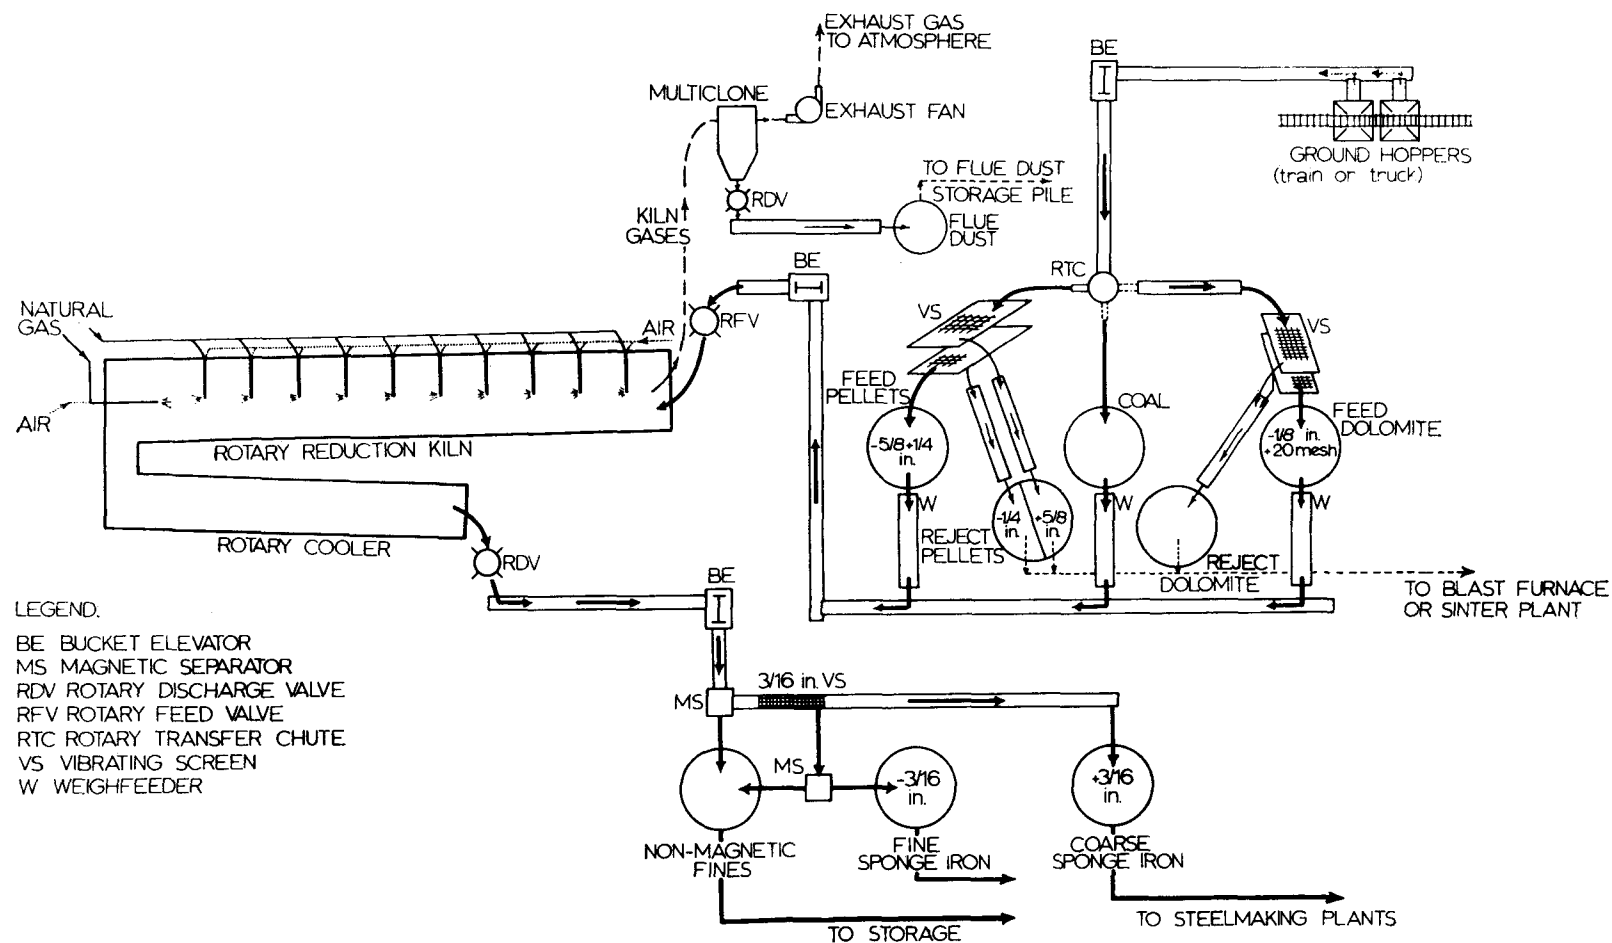 EXHAUST GAS
TO ATMOSPHERE
BE
MULTICLONE
EXHAUST FAN
GROUND HOPPERS
(train or truck)
TO FLUE DUST
STORAGE PILE
RDV
FLUE
DUST
KILN
GASES
BE
RTC
NATURAL
GAS
AIR
RFV
VS
VS
AIR
FEED
PELLETS
COAL
FEED
DOLOMITE
-5/8+1/4
in.
-1/8 in.
+20mesh
ROTARY REDUCTION KILN
W
W
W
-1/4
in.
+5/8
in.
REJECT
PELLETS
REJECT
DOLOMITE
ROTARY COOLER
RDV
BE
TO BLAST FURNACE
OR SINTER PLANT
LEGEND.
BE BUCKET ELEVATOR
MS MAGNETIC SEPARATOR
RDV ROTARY DISCHARGE VALVE
RFV ROTARY FEED VALVE
RTC ROTARY TRANSFER CHUTE
VS VIBRATING SCREEN
W WEIGHFEEDER
MS
3/16 in. VS
MS
-3/16
in.
+3/16
in.
NON-MAGNETIC
FINES
FINE
SPONGE IRON
COARSE
SPONGE IRON
TO STORAGE
TO STEELMAKING PLANTS